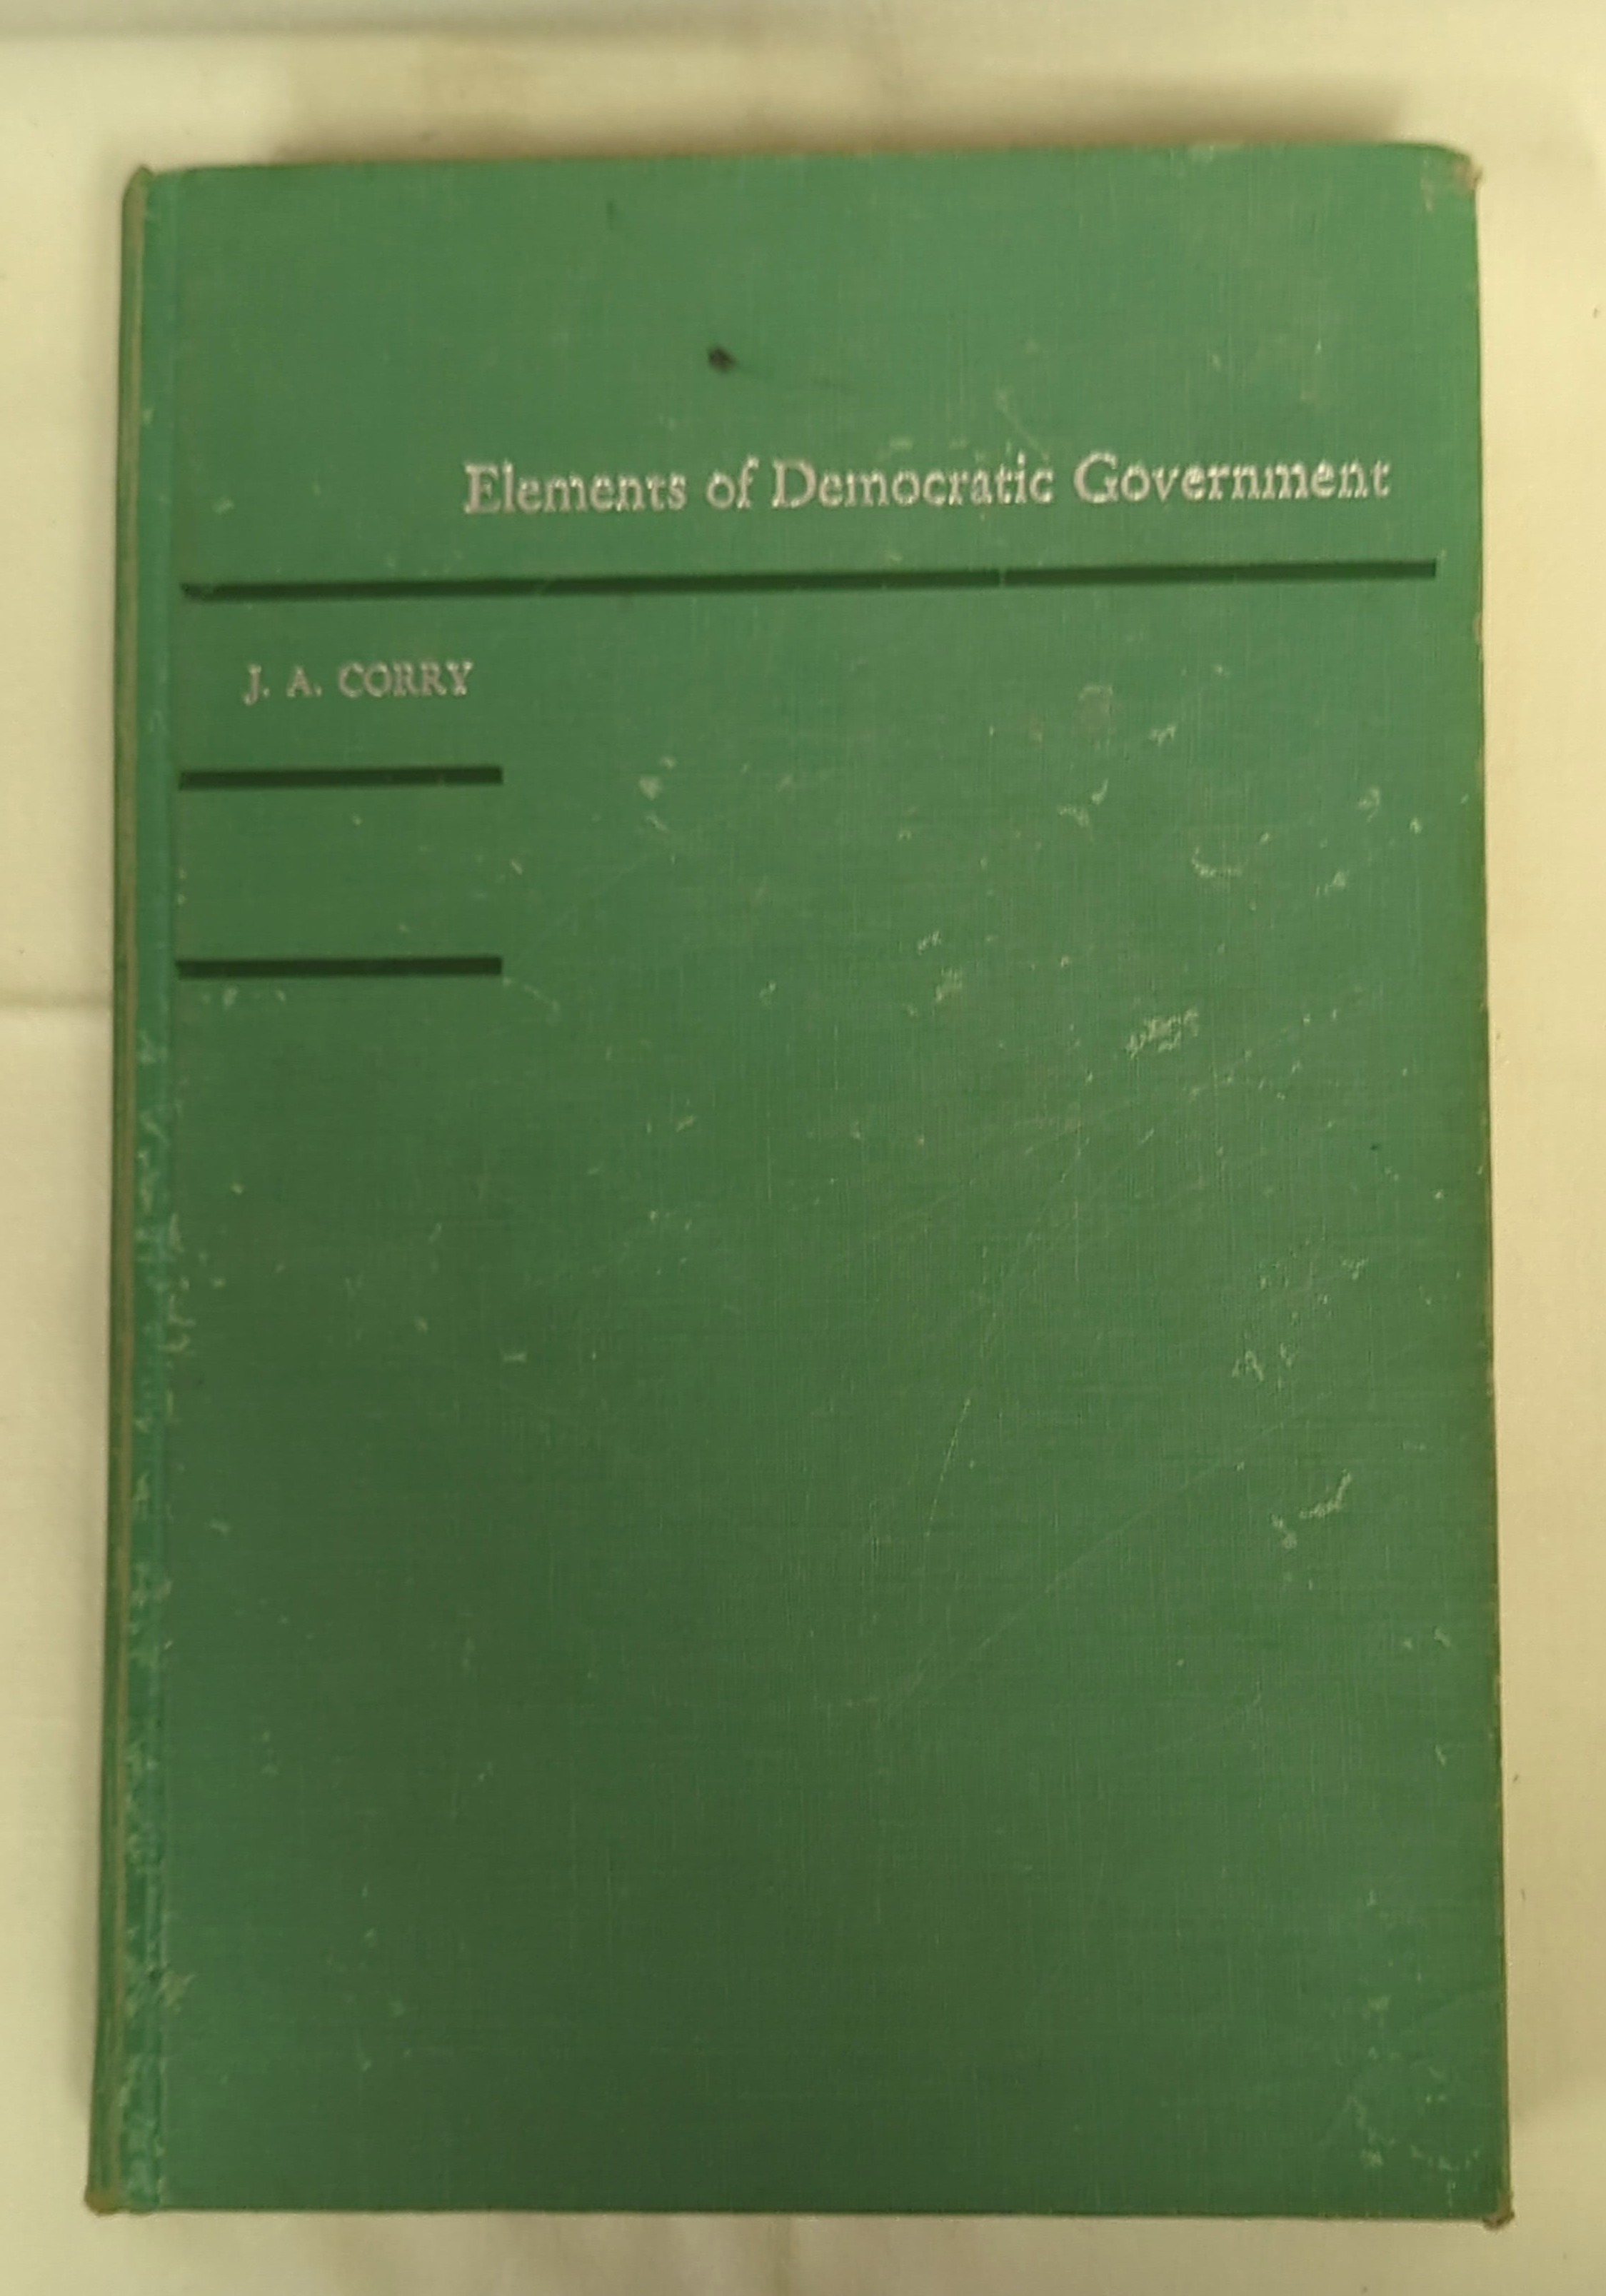 Elements of Democratic Government
J. A. CORRY